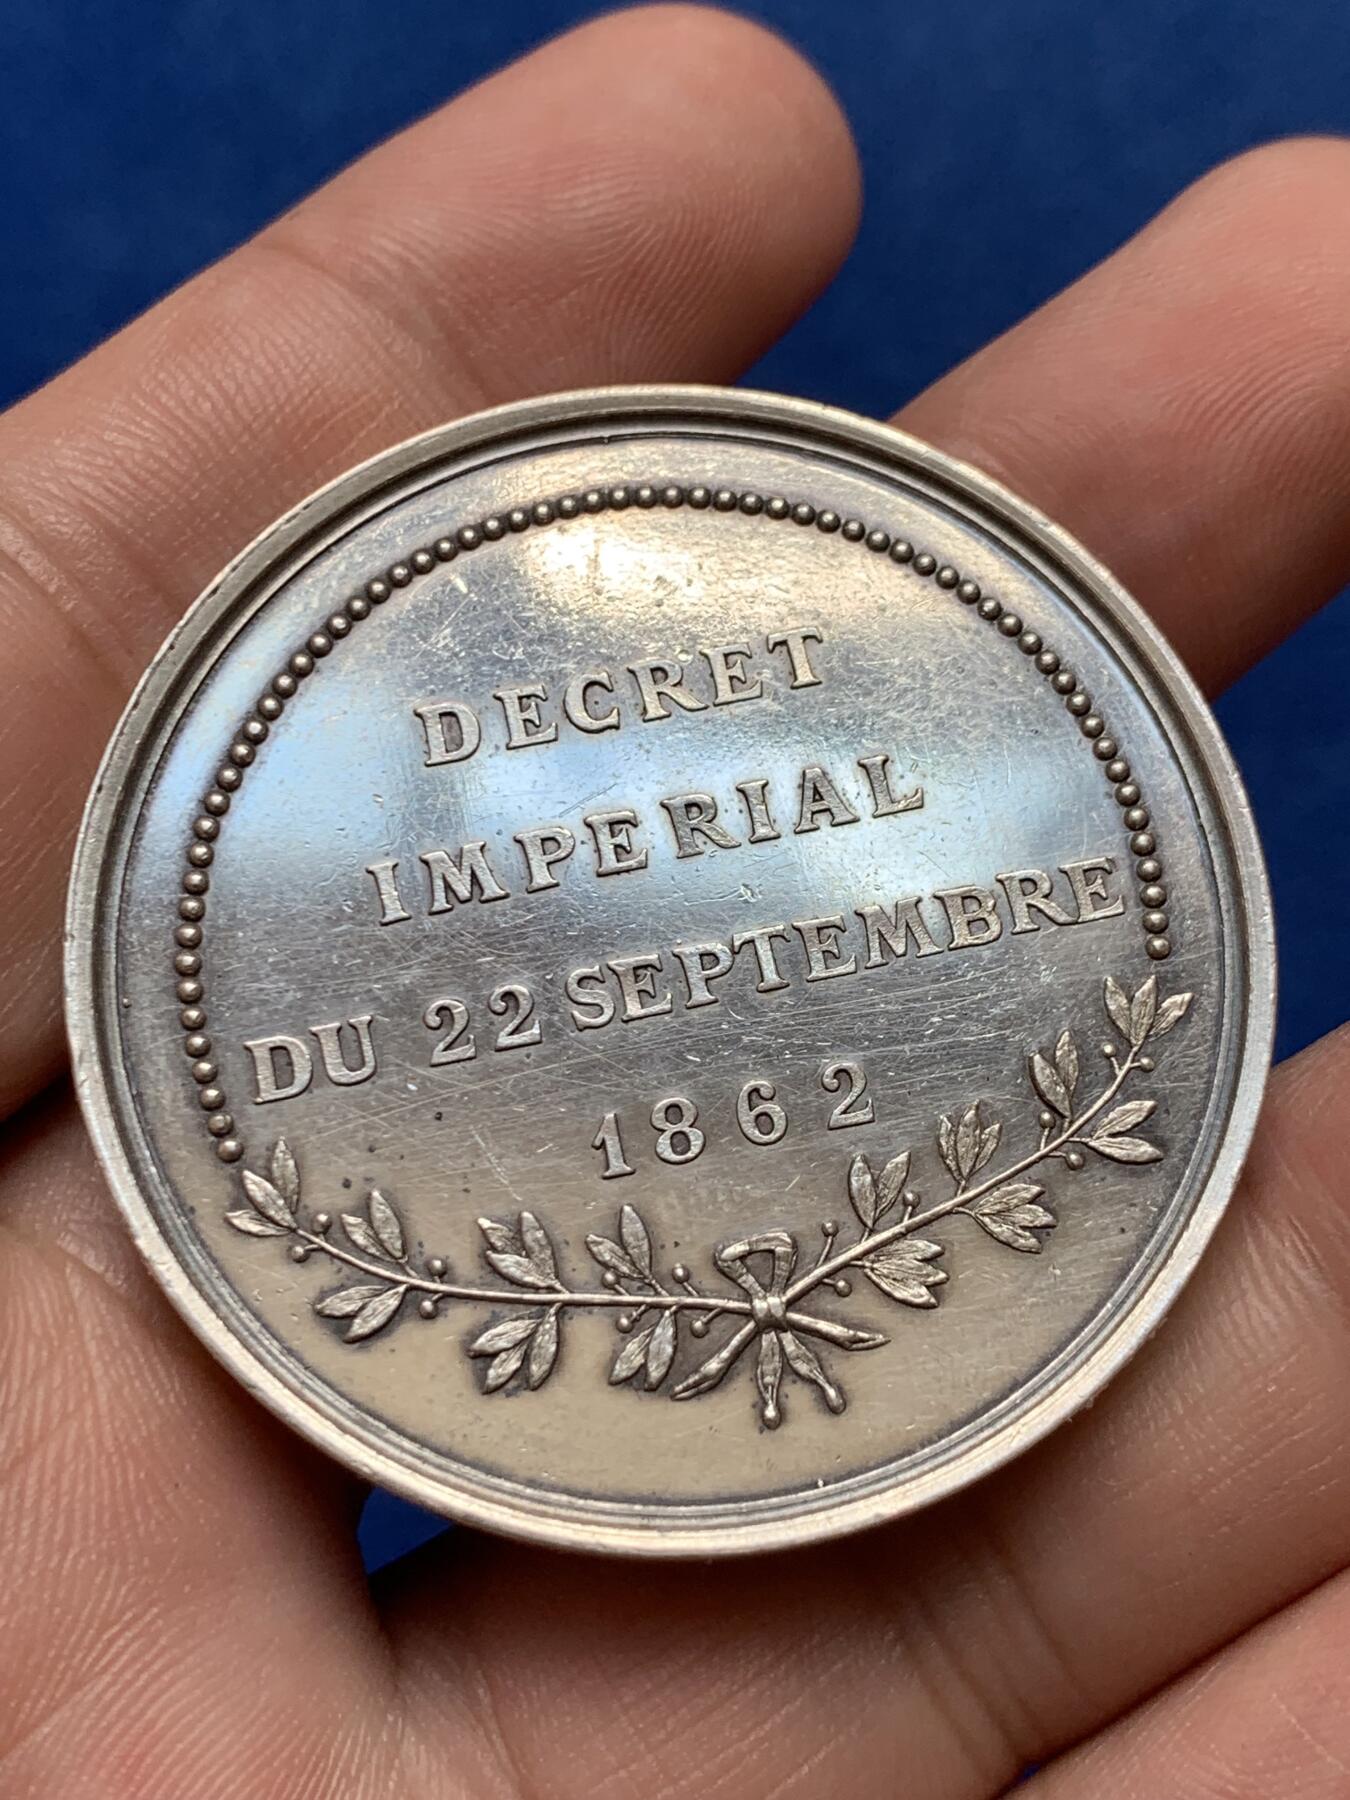 DECRET
IMPERIAL
DU 22 SEPTEMBRE
1862